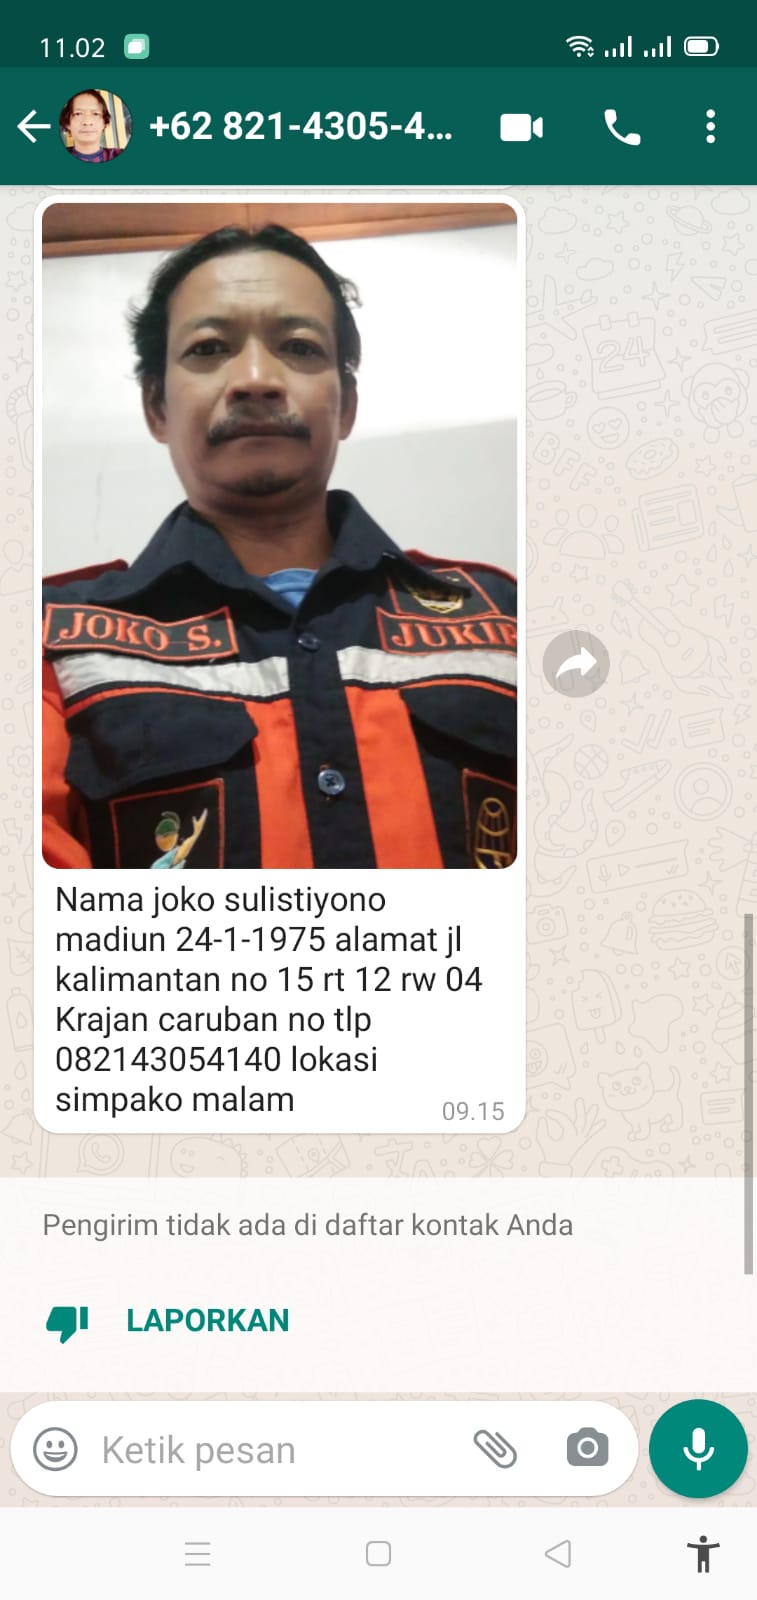 11.02
+62 821-4305-4...
JOKO S.
JUKIR
Nama joko sulistiyono
madiun 24-1-1975 alamat jl
kalimantan no 15 rt 12 rw 04
Krajan caruban no tlp
082143054140 lokasi
simpako malam
09.15
Pengirim tidak ada di daftar kontak Anda
LAPORKAN
Ketik pesan